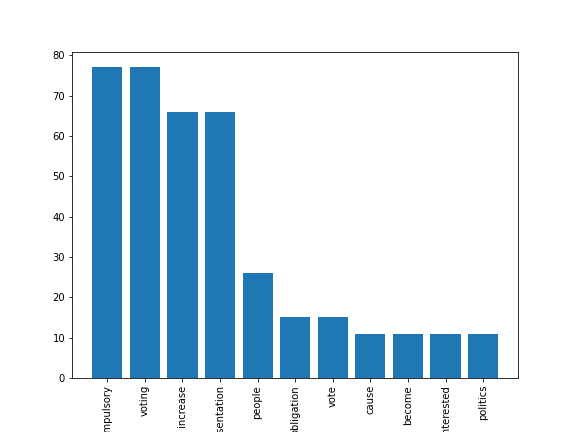 80
70
60
50
40
30
20
10
0
mpulsory
voting
increase
sentation
people
bligation
vote
cause
become
nterested
politics